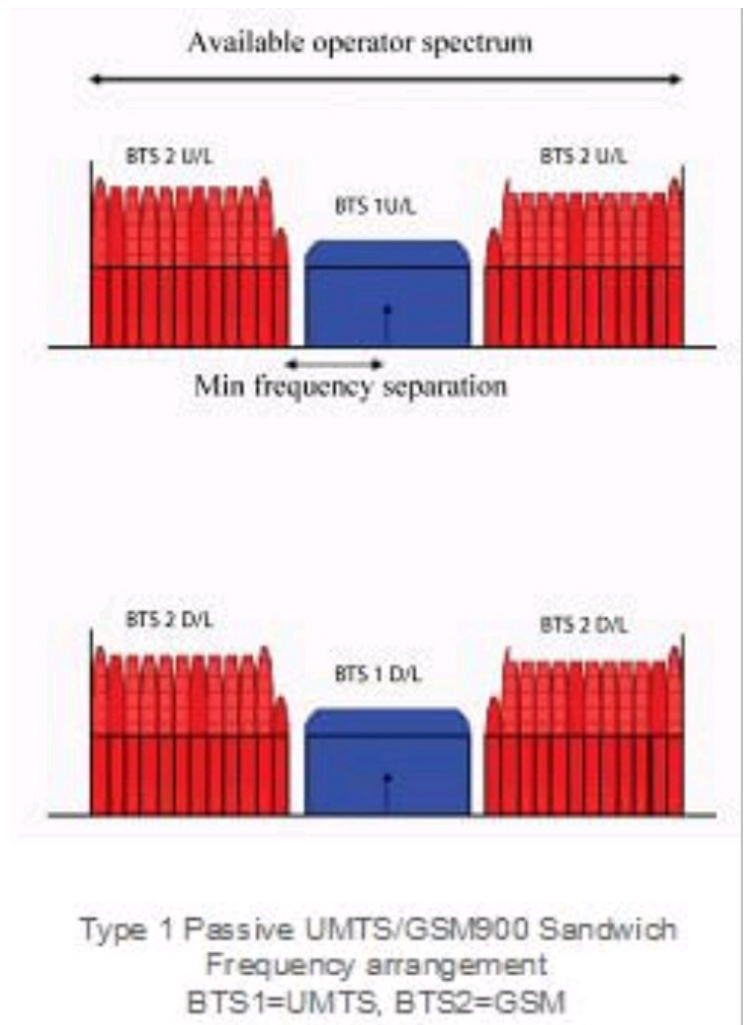 Available operator spectrum
BTS 2 U/L
BTS 2 U/L
BTS 1U/L
Min frequency separation
BTS 2 D/L
BTS 2 D/L
BTS 1 D/L
Type 1 Passive UMTS/GSM900 Sandwich
Frequency arrangement
BTS1=UMTS, BTS2=GSM